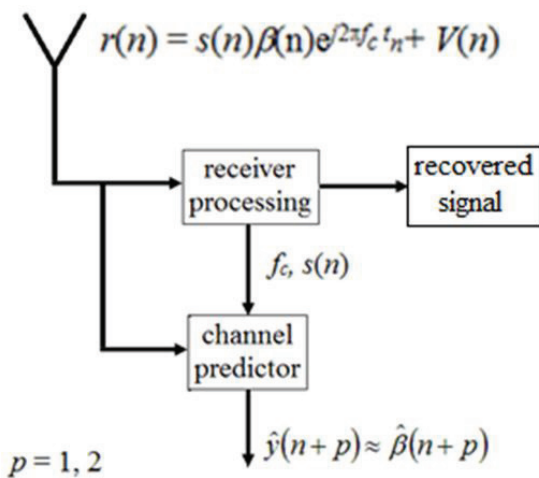 r(n) = s(n)β(n)e^{j2πf_c t_n} + V(n)
receiver
processing
recovered
signal
f_c, s(n)
channel
predictor
ŷ(n+p) ≈ β̂(n+p)
p = 1, 2